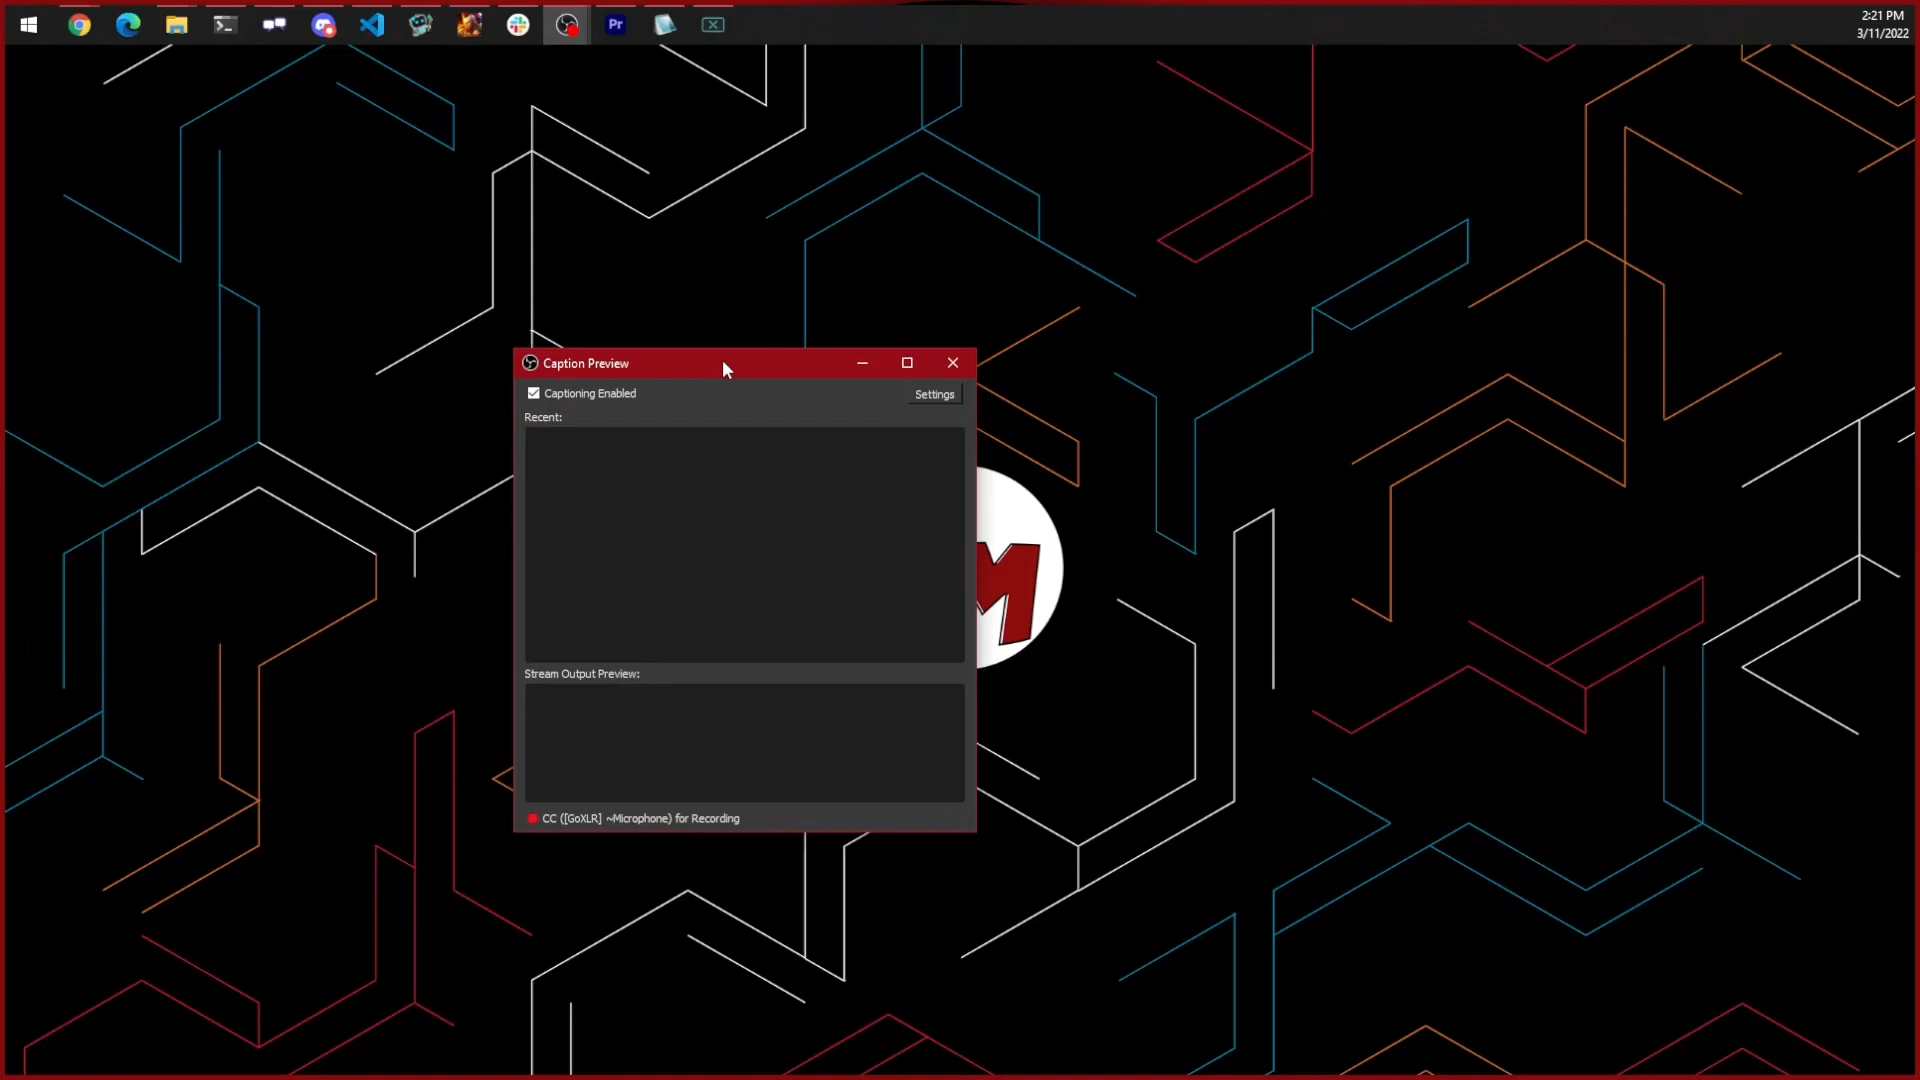 Pr
2:21 PM
3/11/2022
Caption Preview
Captioning Enabled
Settings
Recent:
M
Stream Output Preview:
CC ([GoXLR] ~Microphone) for Recording